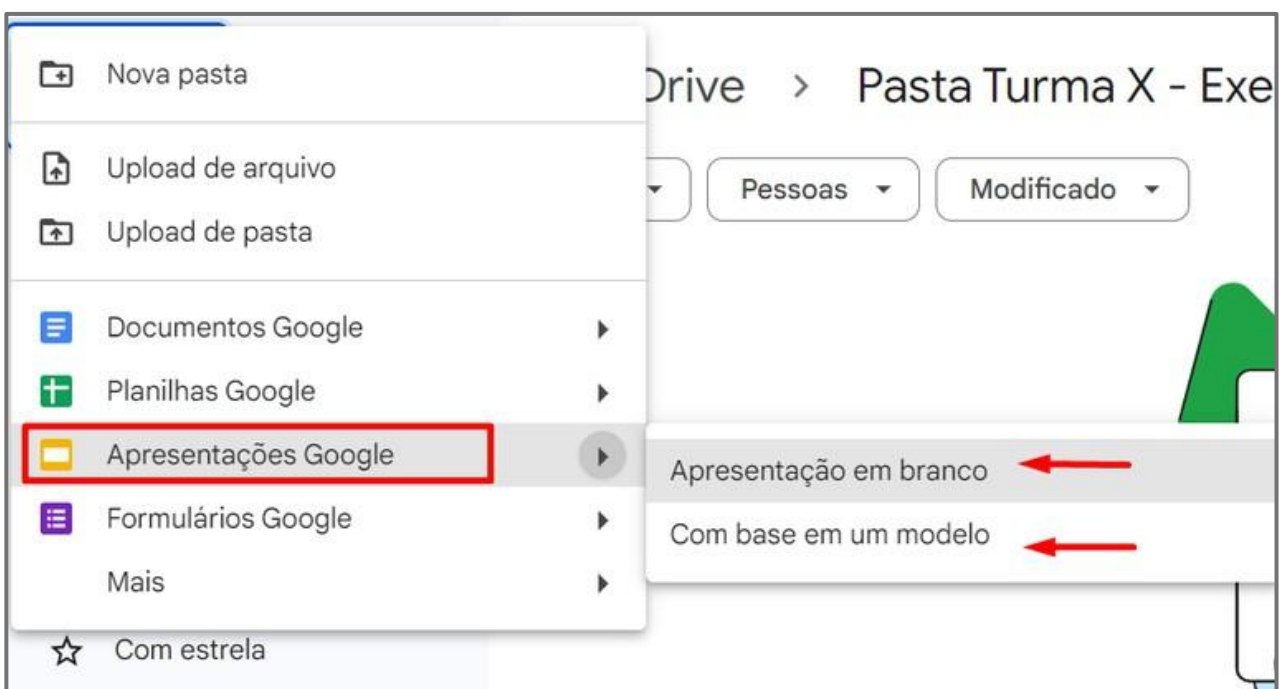 Nova pasta
Upload de arquivo
Upload de pasta
Documentos Google
Planilhas Google
Apresentações Google
Formulários Google
Mais
Com estrela
Drive > Pasta Turma X - Exe
Pessoas
Modificado
Apresentação em branco
Com base em um modelo